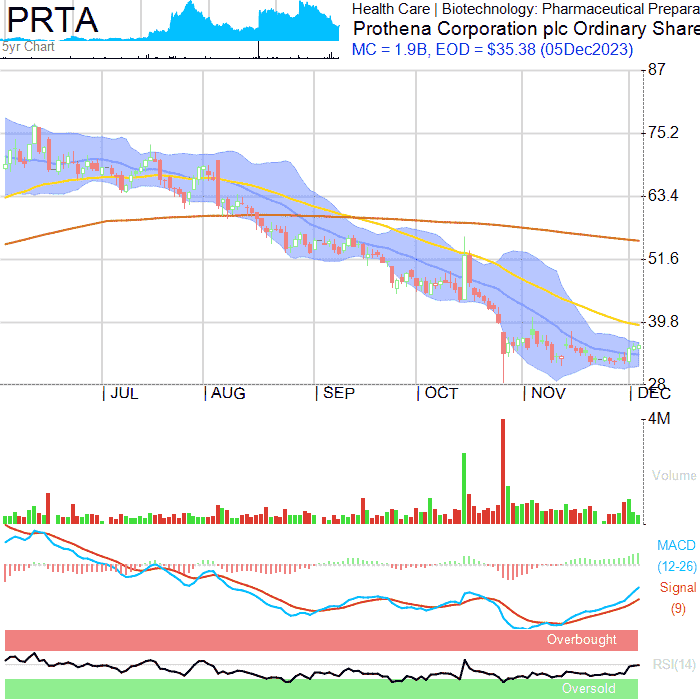 PRTA
5yr Chart
Health Care | Biotechnology: Pharmaceutical Prepara
Prothena Corporation plc Ordinary Share
MC = 1.9B, EOD = $35.38 (05Dec2023)
87
75.2
63.4
51.6
39.8
28
JUL AUG SEP OCT NOV DEC
4M
Volume
MACD
(12-26)
Signal
(9)
Overbought
RSI(14)
Oversold